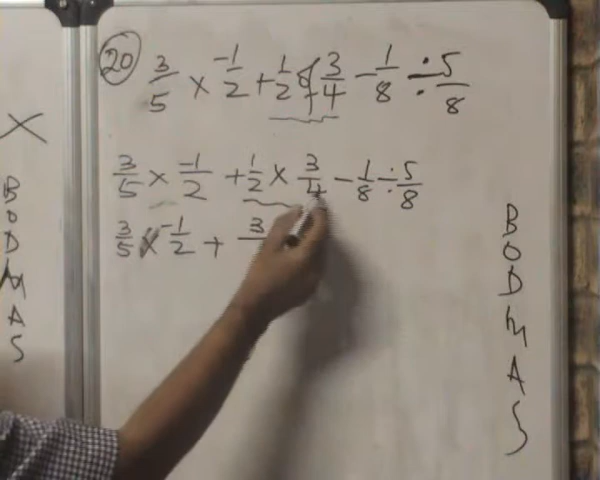 20 3/5 × -1/2 + 1/2 of 3/4 - 1/8 ÷ 5/8
3/5 × -1/2 + 1/2 × 3/4 - 1/8 ÷ 5/8
3/5 × -1/2 + 3/
X
B
O
D
M
A
S
B
O
D
M
A
S